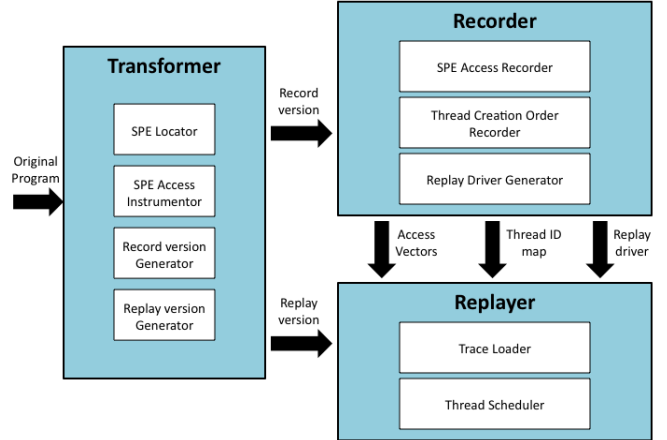 Original
Program
Transformer
SPE Locator
SPE Access
Instrumentor
Record version
Generator
Replay version
Generator
Record
version
Replay
version
Recorder
SPE Access Recorder
Thread Creation Order
Recorder
Replay Driver Generator
Access
Vectors
Thread ID
map
Replay
driver
Replayer
Trace Loader
Thread Scheduler